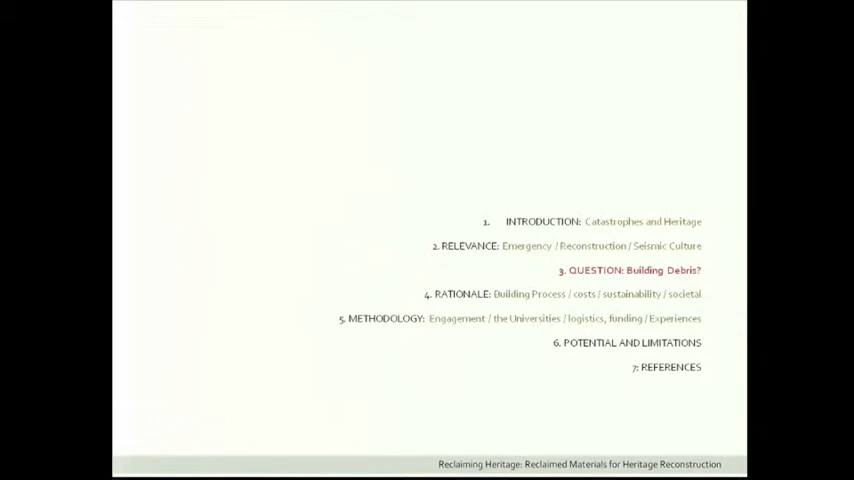 1. INTRODUCTION: Catastrophes and Heritage
2. RELEVANCE: Emergency / Reconstruction / Seismic Culture
3. QUESTION: Building Debris?
4. RATIONALE: Building Process / costs / sustainability / societal
5. METHODOLOGY: Engagement / the Universities / logistics, funding / Experiences
6. POTENTIAL AND LIMITATIONS
7: REFERENCES
Reclaiming Heritage: Reclaimed Materials for Heritage Reconstruction